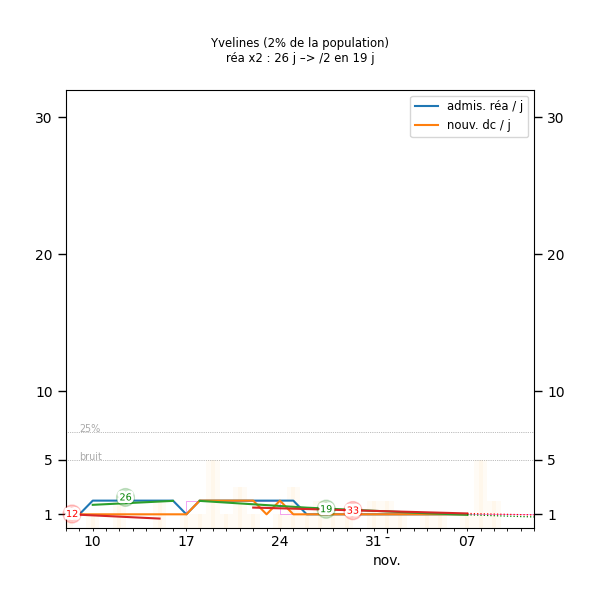 Yvelines (2% de la population)
réa x2 : 26 j –> /2 en 19 j
admis. réa / j
nouv. dc / j
30 30
20 20
10 10
25%
5 bruit 5
26
19
12 33
1 1
10 17 24 31 07
nov.